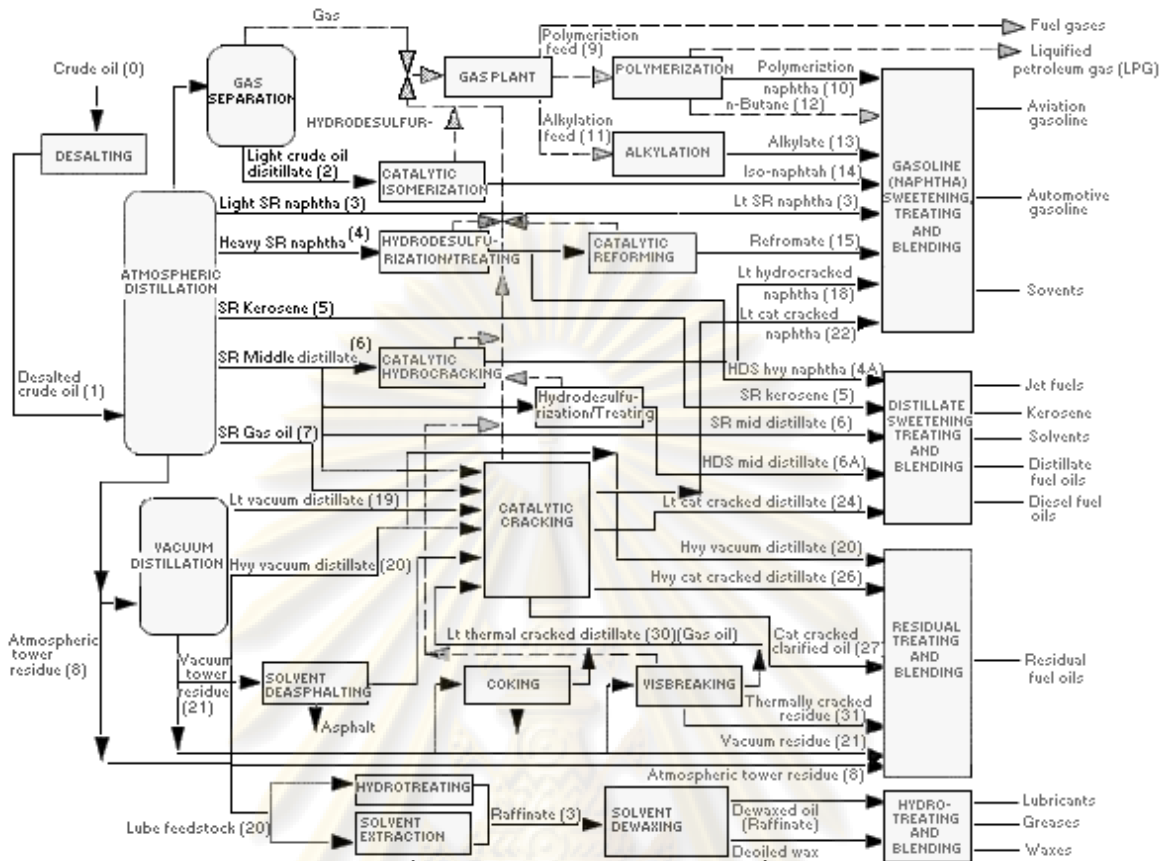 Gas
Fuel gases
Polymeriztion
feed (9)
Liquified
petroleum gas (LPG)
Crude oil (0)
GAS
SEPARATION
GAS PLANT
POLYMERIZATION
Polymeriztion
naphtha (10)
n-Butane (12)
Aviation
gasoline
HYDRODESULFUR-
Alkylation
feed (11)
DESALTING
ALKYLATION
Alkylate (13)
Light crude oil
disitillate (2)
CATALYTIC
ISOMERIZATION
Iso-naphtah (14)
GASOLINE
(NAPHTHA)
SWEETENING,
TREATING
AND
BLENDING
Automotive
gasoline
Light SR naphtha (3)
Lt SR naphtha (3)
Heavy SR naphtha (4)
HYDRODESULFU-
RIZATION/TREATING
CATALYTIC
REFORMING
Refromate (15)
ATMOSPHERIC
DISTILLATION
Lt hydrocracked
naphtha (18)
Sovents
SR Kerosene (5)
Lt cat cracked
naphtha (22)
SR Middle distillate (6)
CATALYTIC
HYDROCRACKING
HDS hvy naphtha (4A)
Desalted
crude oil (1)
Hydrodesulfu-
rization/Treating
SR kerosene (5)
SR mid distillate (6)
DISTILLATE
SWEETENING
TREATING
AND
BLENDING
Jet fuels
Kerosene
Solvents
Distillate
fuel oils
Diesel fuel
oils
SR Gas oil (7)
HDS mid distillate (6A)
Lt vacuum distillate (19)
CATALYTIC
CRACKING
Lt cat cracked distillate (24)
VACUUM
DISTILLATION
Hvy vacuum distillate (20)
Hvy vacuum distillate (20)
Hvy cat cracked distillate (26)
RESIDUAL
TREATING
AND
BLENDING
Residual
fuel oils
Lt thermal cracked distillate (30)(Gas oil)
Cat cracked
clarified oil (27
Atmospheric
tower residue (8)
Vacuum
tower
residue
(21)
SOLVENT
DEASPHALTING
COKING
VISBREAKING
Asphalt
Thermally cracked
residue (31)
Vacuum residue (21)
Atmospheric tower residue (8)
HYDROTREATING
Lube feedstock (20)
SOLVENT
EXTRACTION
Raffinate (3)
SOLVENT
DEWAXING
Dewaxed oil
(Raffinate)
Deoiled wax
HYDRO-
TREATING
AND
BLENDING
Lubricants
Greases
Waxes